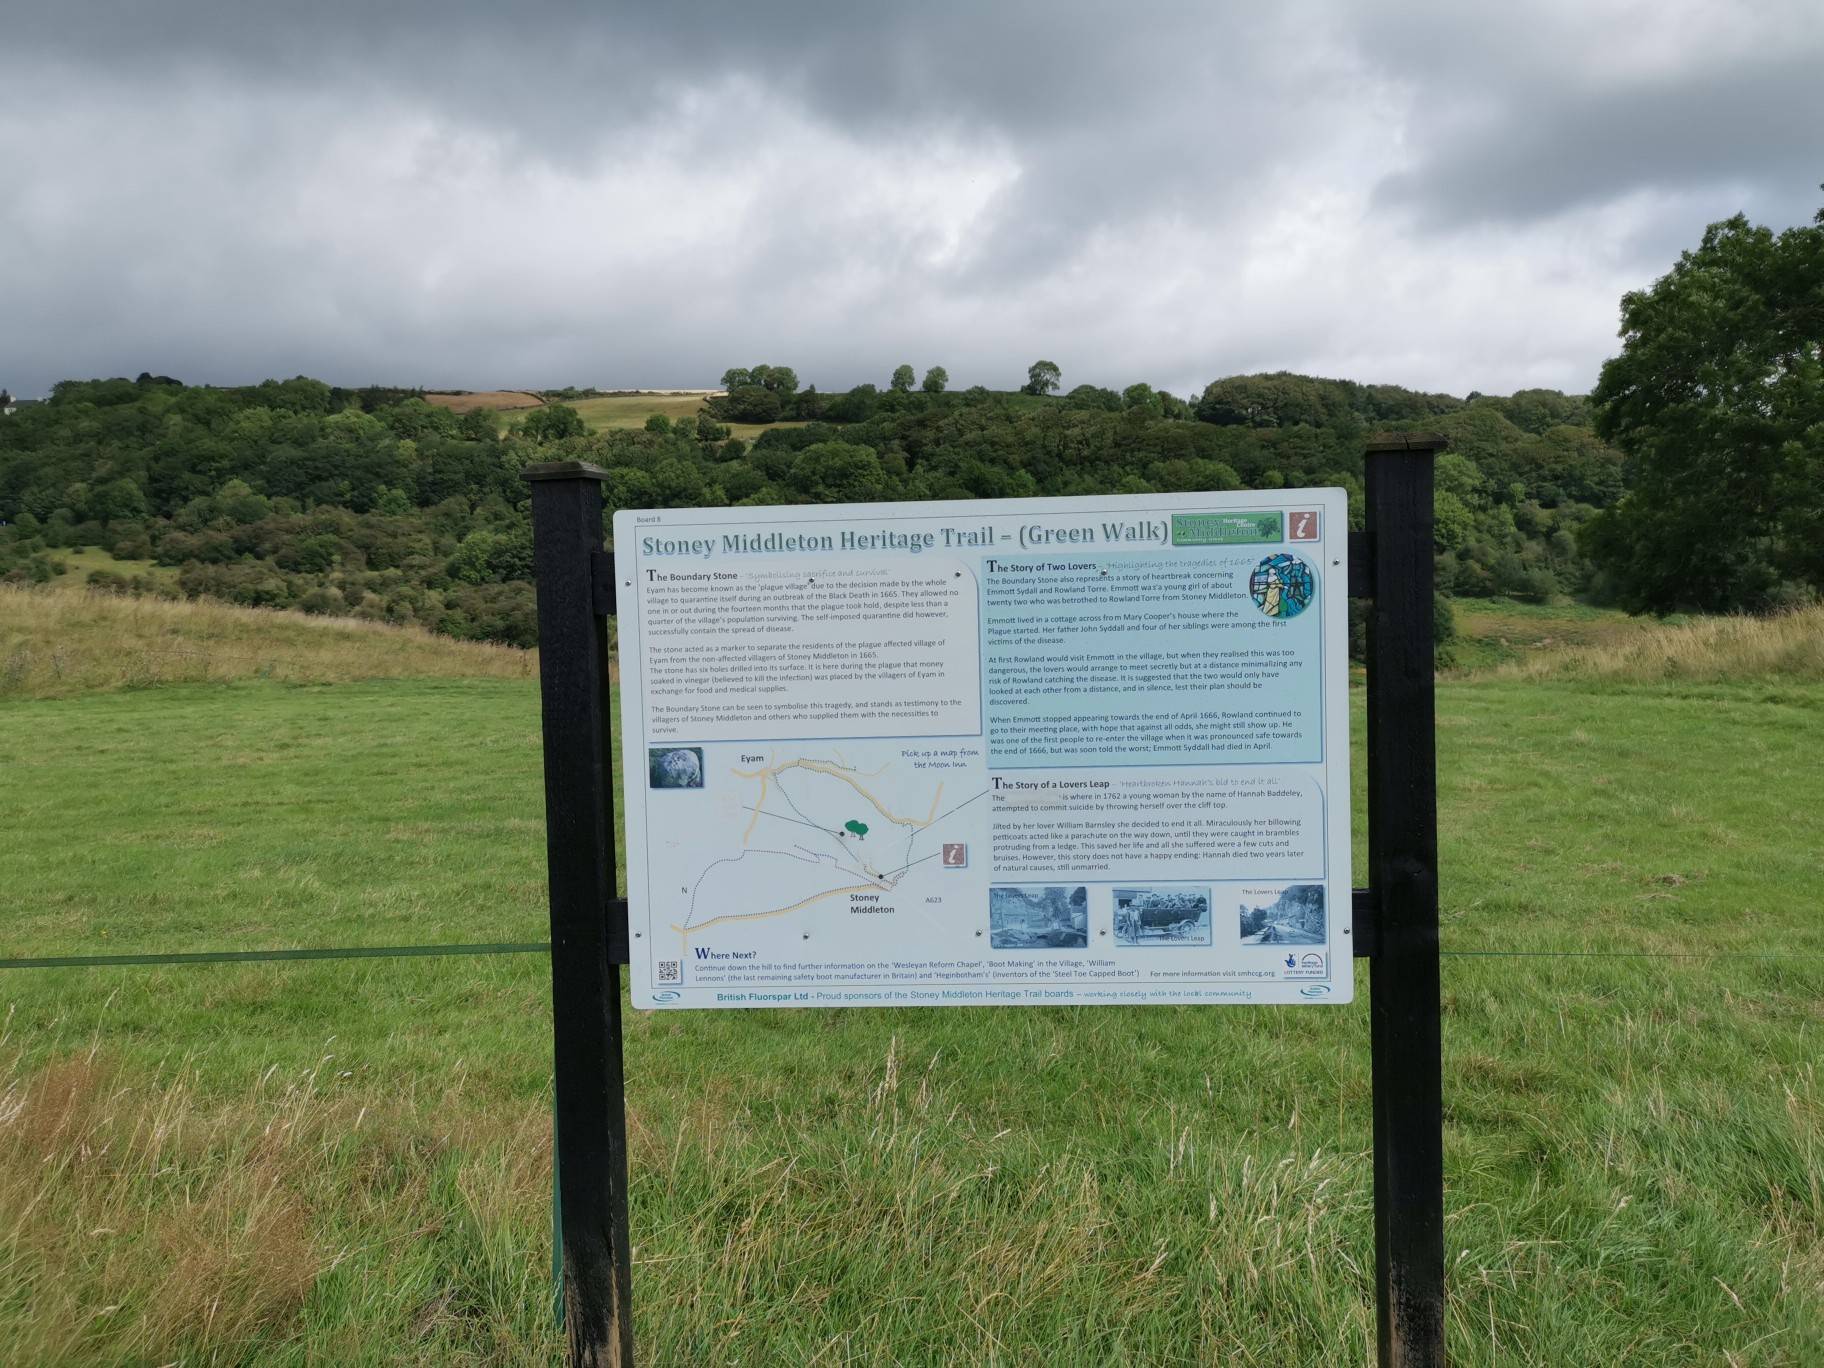 Board 8
Stoney Middleton Heritage Trail – (Green Walk)
Stoney Heritage Centre
Middleton
i
The Boundary Stone - 'Symbolising sacrifice and survival'
Eyam has become known as the 'plague village' due to the decision made by the whole
village to quarantine itself during an outbreak of the Black Death in 1665. They allowed no
one in or out during the fourteen months that the plague took hold, despite less than a
quarter of the village's population surviving. The self-imposed quarantine did however,
successfully contain the spread of disease.
The stone acted as a marker to separate the residents of the plague affected village of
Eyam from the non-affected villagers of Stoney Middleton in 1665.
The stone has six holes drilled into its surface. It is here during the plague that money
soaked in vinegar (believed to kill the infection) was placed by the villagers of Eyam in
exchange for food and medical supplies.
The Boundary Stone can be seen to symbolise this tragedy, and stands as testimony to the
villagers of Stoney Middleton and others who supplied them with the necessities to
survive.
The Story of Two Lovers - 'Highlighting the tragedies of 1665'
The Boundary Stone also represents a story of heartbreak concerning
Emmott Sydall and Rowland Torre. Emmott was a young girl of about
twenty two who was betrothed to Rowland Torre from Stoney Middleton.
Emmott lived in a cottage across from Mary Cooper's house where the
Plague started. Her father John Syddall and four of her siblings were among the first
victims of the disease.
At first Rowland would visit Emmott in the village, but when they realised this was too
dangerous, the lovers would arrange to meet secretly but at a distance minimalizing any
risk of Rowland catching the disease. It is suggested that the two would only have
looked at each other from a distance, and in silence, lest their plan should be
discovered.
When Emmott stopped appearing towards the end of April 1666, Rowland continued to
go to their meeting place, with hope that against all odds, she might still show up. He
was one of the first people to re-enter the village when it was pronounced safe towards
the end of 1666, but was soon told the worst; Emmott Syddall had died in April.
Eyam
Pick up a map from
the Moon Inn
N
i
Stoney
Middleton
A623
The Story of a Lovers Leap - 'Heartbroken Hannah's bid to end it all'
The ' is where in 1762 a young woman by the name of Hannah Baddeley,
attempted to commit suicide by throwing herself over the cliff top.
Jilted by her lover William Barnsley she decided to end it all. Miraculously her billowing
petticoats acted like a parachute on the way down, until they were caught in brambles
protruding from a ledge. This saved her life and all she suffered were a few cuts and
bruises. However, this story does not have a happy ending: Hannah died two years later
of natural causes, still unmarried.
The Lovers Leap
The Lovers Leap
The Lovers Leap
Where Next?
Continue down the hill to find further information on the 'Wesleyan Reform Chapel', 'Boot Making' in the Village, 'William
Lennons' (the last remaining safety boot manufacturer in Britain) and 'Heginbotham's' (inventors of the 'Steel Toe Capped Boot')
For more information visit smhccg.org
LOTTERY FUNDED
British Fluorspar Ltd - Proud sponsors of the Stoney Middleton Heritage Trail boards – working closely with the local community